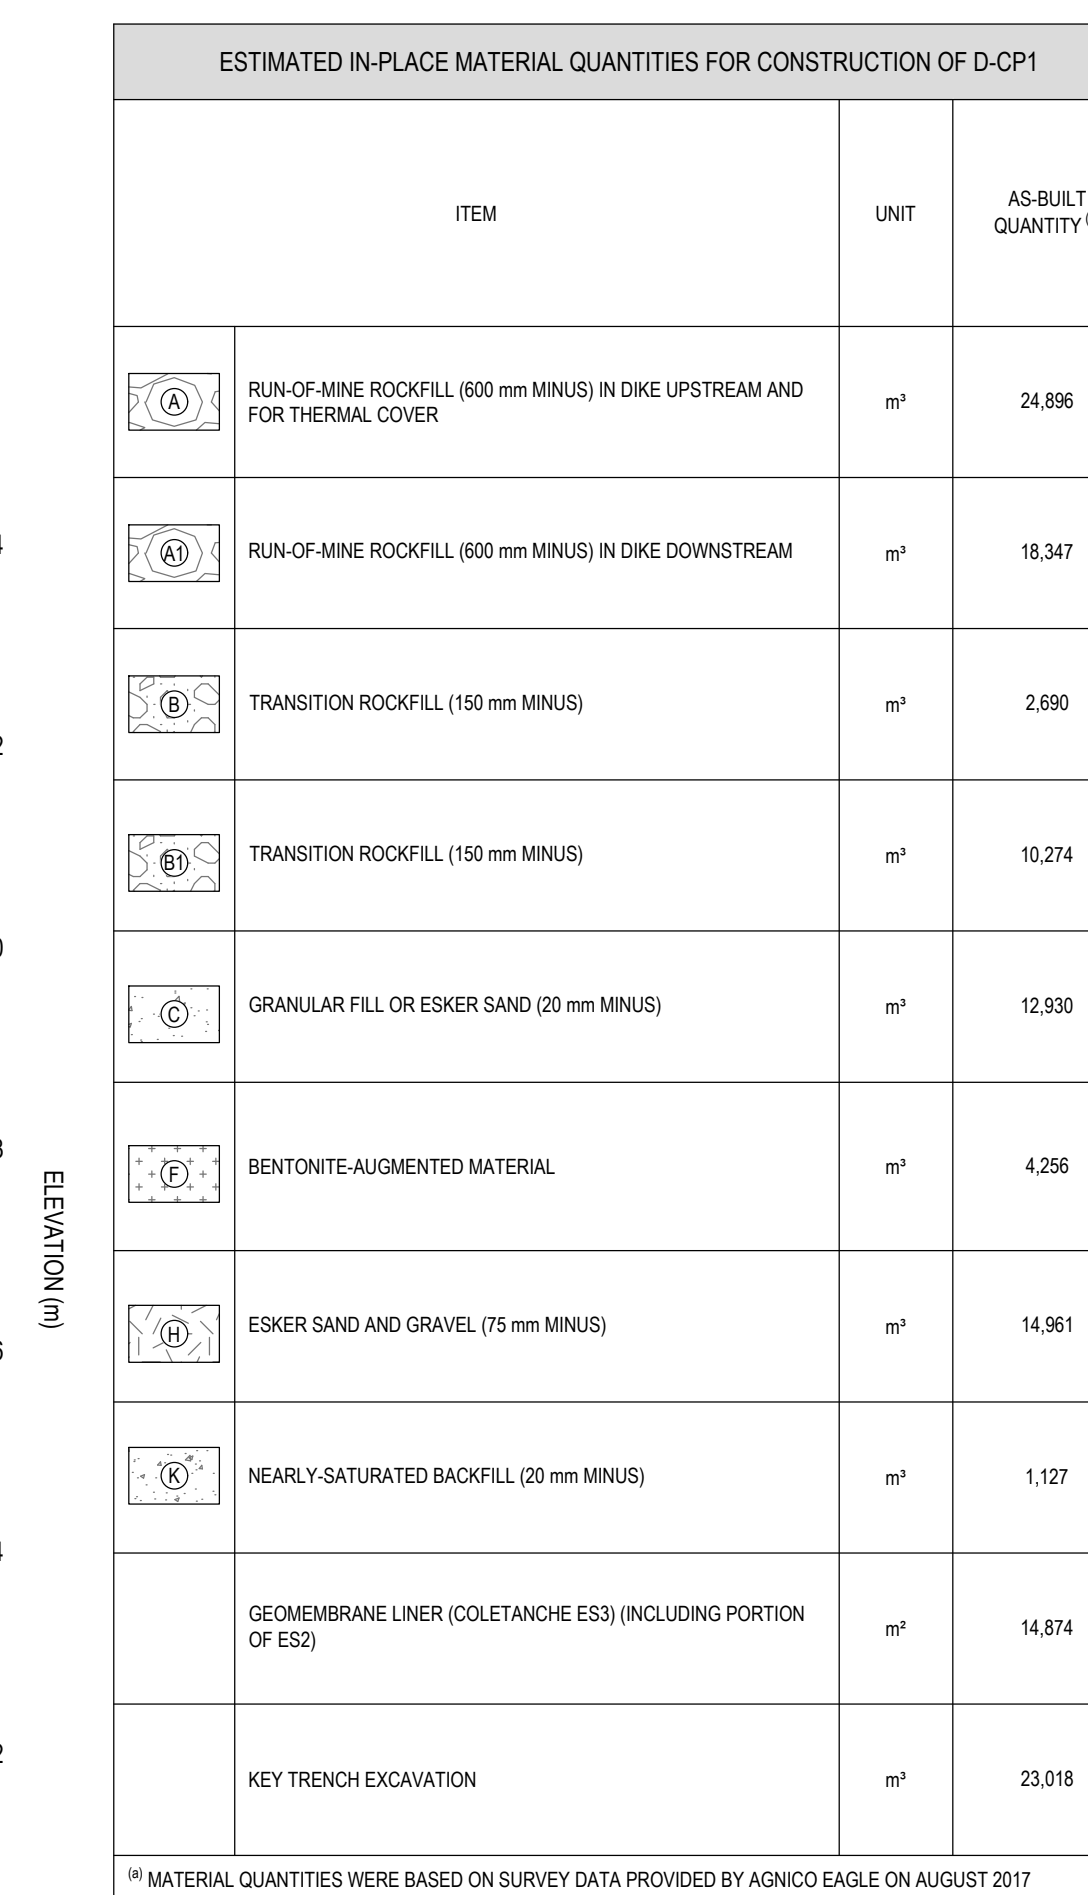 ESTIMATED IN-PLACE MATERIAL QUANTITIES FOR CONSTRUCTION OF D-CP1
ITEM
UNIT
AS-BUILT
QUANTITY
A
RUN-OF-MINE ROCKFILL (600 mm MINUS) IN DIKE UPSTREAM AND
FOR THERMAL COVER
m³
24,896
A1
RUN-OF-MINE ROCKFILL (600 mm MINUS) IN DIKE DOWNSTREAM
m³
18,347
B
TRANSITION ROCKFILL (150 mm MINUS)
m³
2,690
B1
TRANSITION ROCKFILL (150 mm MINUS)
m³
10,274
C
GRANULAR FILL OR ESKER SAND (20 mm MINUS)
m³
12,930
F
BENTONITE-AUGMENTED MATERIAL
m³
4,256
H
ESKER SAND AND GRAVEL (75 mm MINUS)
m³
14,961
K
NEARLY-SATURATED BACKFILL (20 mm MINUS)
m³
1,127
GEOMEMBRANE LINER (COLETANCHE ES3) (INCLUDING PORTION
OF ES2)
m²
14,874
KEY TRENCH EXCAVATION
m³
23,018
(a) MATERIAL QUANTITIES WERE BASED ON SURVEY DATA PROVIDED BY AGNICO EAGLE ON AUGUST 2017
ELEVATION (m)